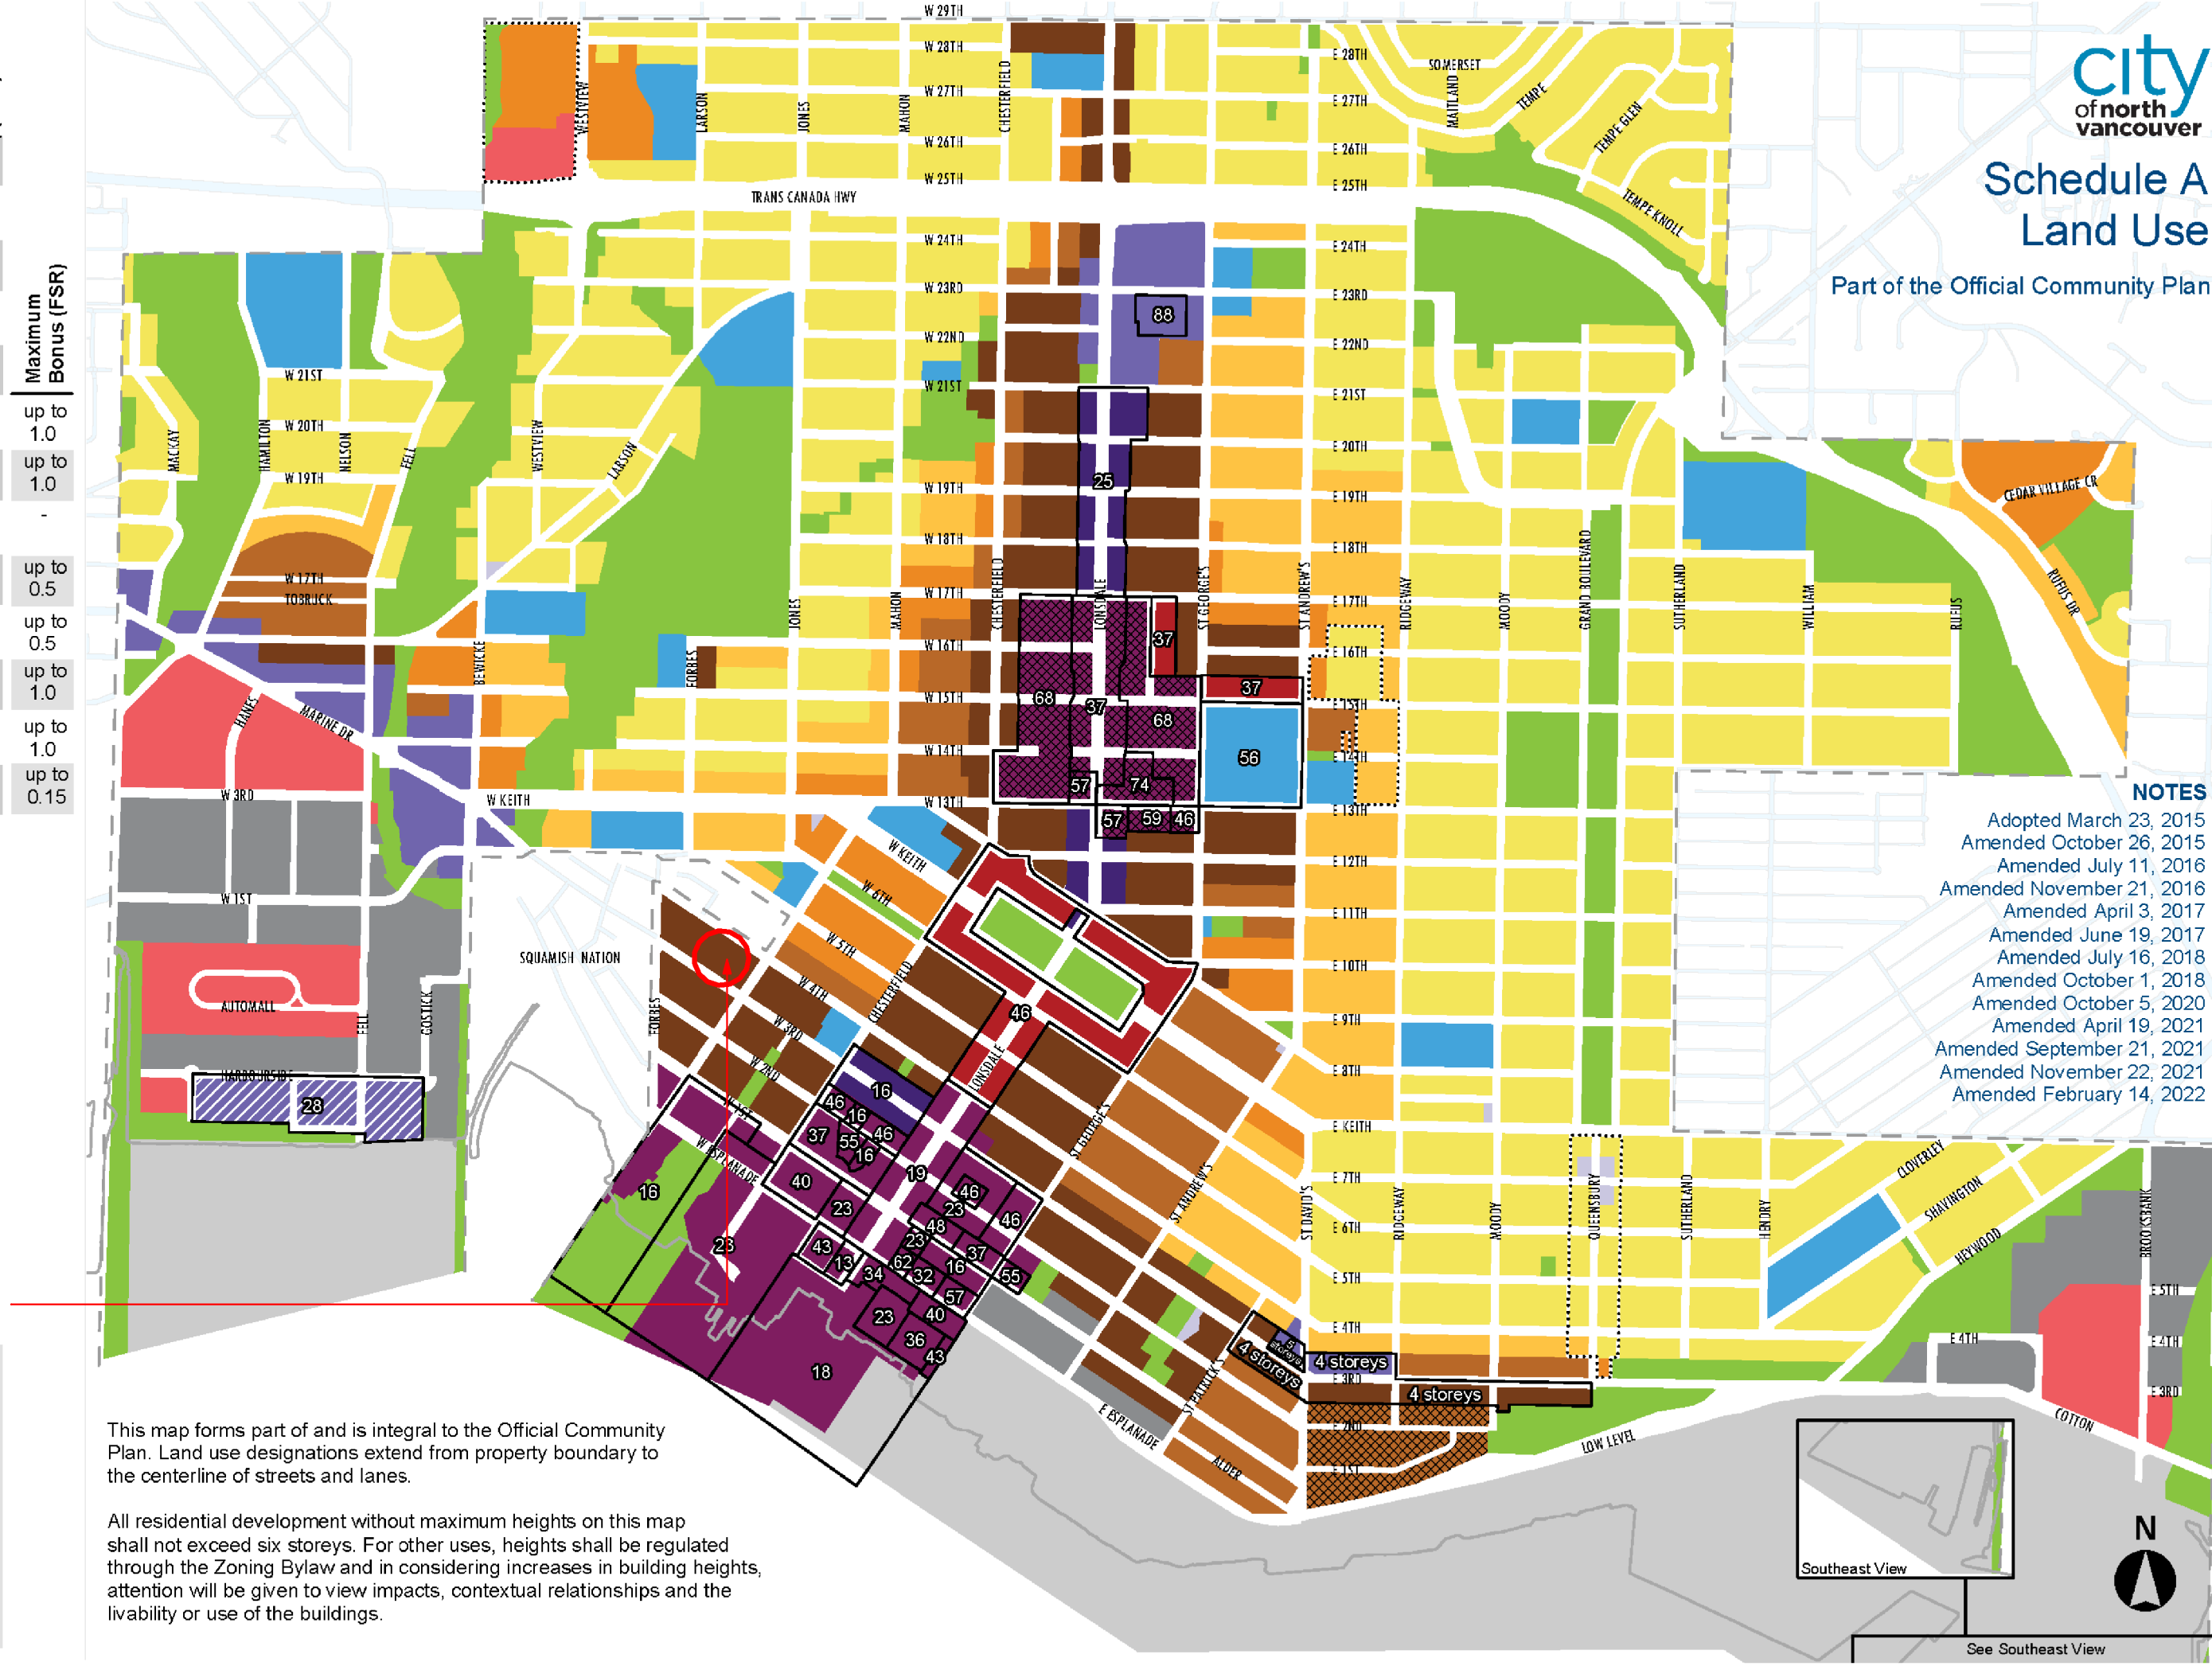 Maximum
Bonus (FSR)
up to
1.0
up to
1.0
-
up to
0.5
up to
0.5
up to
1.0
up to
1.0
up to
0.15
city
of north
vancouver
Schedule A
Land Use
Part of the Official Community Plan
NOTES
Adopted March 23, 2015
Amended October 26, 2015
Amended July 11, 2016
Amended November 21, 2016
Amended April 3, 2017
Amended June 19, 2017
Amended July 16, 2018
Amended October 1, 2018
Amended October 5, 2020
Amended April 19, 2021
Amended September 21, 2021
Amended November 22, 2021
Amended February 14, 2022
W 29TH
W 28TH
W 27TH
W 26TH
W 25TH
TRANS CANADA HWY
W 24TH
W 23RD
W 22ND
W 21ST
W 19TH
W 18TH
W 17TH
W 16TH
W 15TH
W 14TH
W 13TH
E 28TH
E 27TH
E 26TH
E 25TH
E 24TH
E 23RD
E 22ND
E 21ST
E 20TH
E 19TH
E 18TH
E 17TH
E 16TH
E 15TH
E 14TH
E 13TH
E 12TH
E 11TH
E 10TH
E 9TH
E 8TH
E KEITH
E 7TH
E 6TH
E 5TH
E 4TH
E 3RD
E 2ND
E 1ST
WESTVIEW
LARSON
JONES
MAHON
CHESTERFIELD
SOMERSET
MAITLAND
TEMPE
TEMPE GLEN
TEMPE KNOLL
W 21ST
W 20TH
W 19TH
MACKAY
HAMILTON
NELSON
FELL
WESTVIEW
LARSON
W 17TH
TOBRUCK
BEWICKE
FORBES
JONES
MAHON
CHESTERFIELD
LONSDALE
ST GEORGE'S
ST ANDREW'S
RIDGEWAY
MOODY
GRAND BOULEVARD
SUTHERLAND
WILLIAM
RUFUS
RUFUS DR
CEDAR VILLAGE CR
HANES
MARINE DR
W 3RD
W KEITH
W 1ST
AUTOMALL
FELL
GOSTICK
HARBOURSIDE
28
SQUAMISH NATION
FORBES
W KEITH
W 6TH
W 5TH
W 4TH
W 3RD
W 2ND
W 1ST
W ESPLANADE
CHESTERFIELD
LONSDALE
ST GEORGE'S
ST ANDREW'S
ST DAVID'S
RIDGEWAY
MOODY
QUEENSBURY
SUTHERLAND
HENDRY
CLOVERLEY
SHAVINGTON
HEYWOOD
BROOKSBANK
E 5TH
E 4TH
E 4TH
E 3RD
COTTON
LOW LEVEL
ST PATRICK'S
E ESPLANADE
ALDER
88
25
37
68
37
68
37
56
57
74
57
59
46
46
16
46
16
37
55
46
16
19
40
23
46
23
46
48
23
43
13
62
37
16
34
32
55
57
23
40
36
43
16
23
18
5
storeys
4 storeys
4 storeys
4 storeys
This map forms part of and is integral to the Official Community
Plan. Land use designations extend from property boundary to
the centerline of streets and lanes.
All residential development without maximum heights on this map
shall not exceed six storeys. For other uses, heights shall be regulated
through the Zoning Bylaw and in considering increases in building heights,
attention will be given to view impacts, contextual relationships and the
livability or use of the buildings.
Southeast View
N
See Southeast View